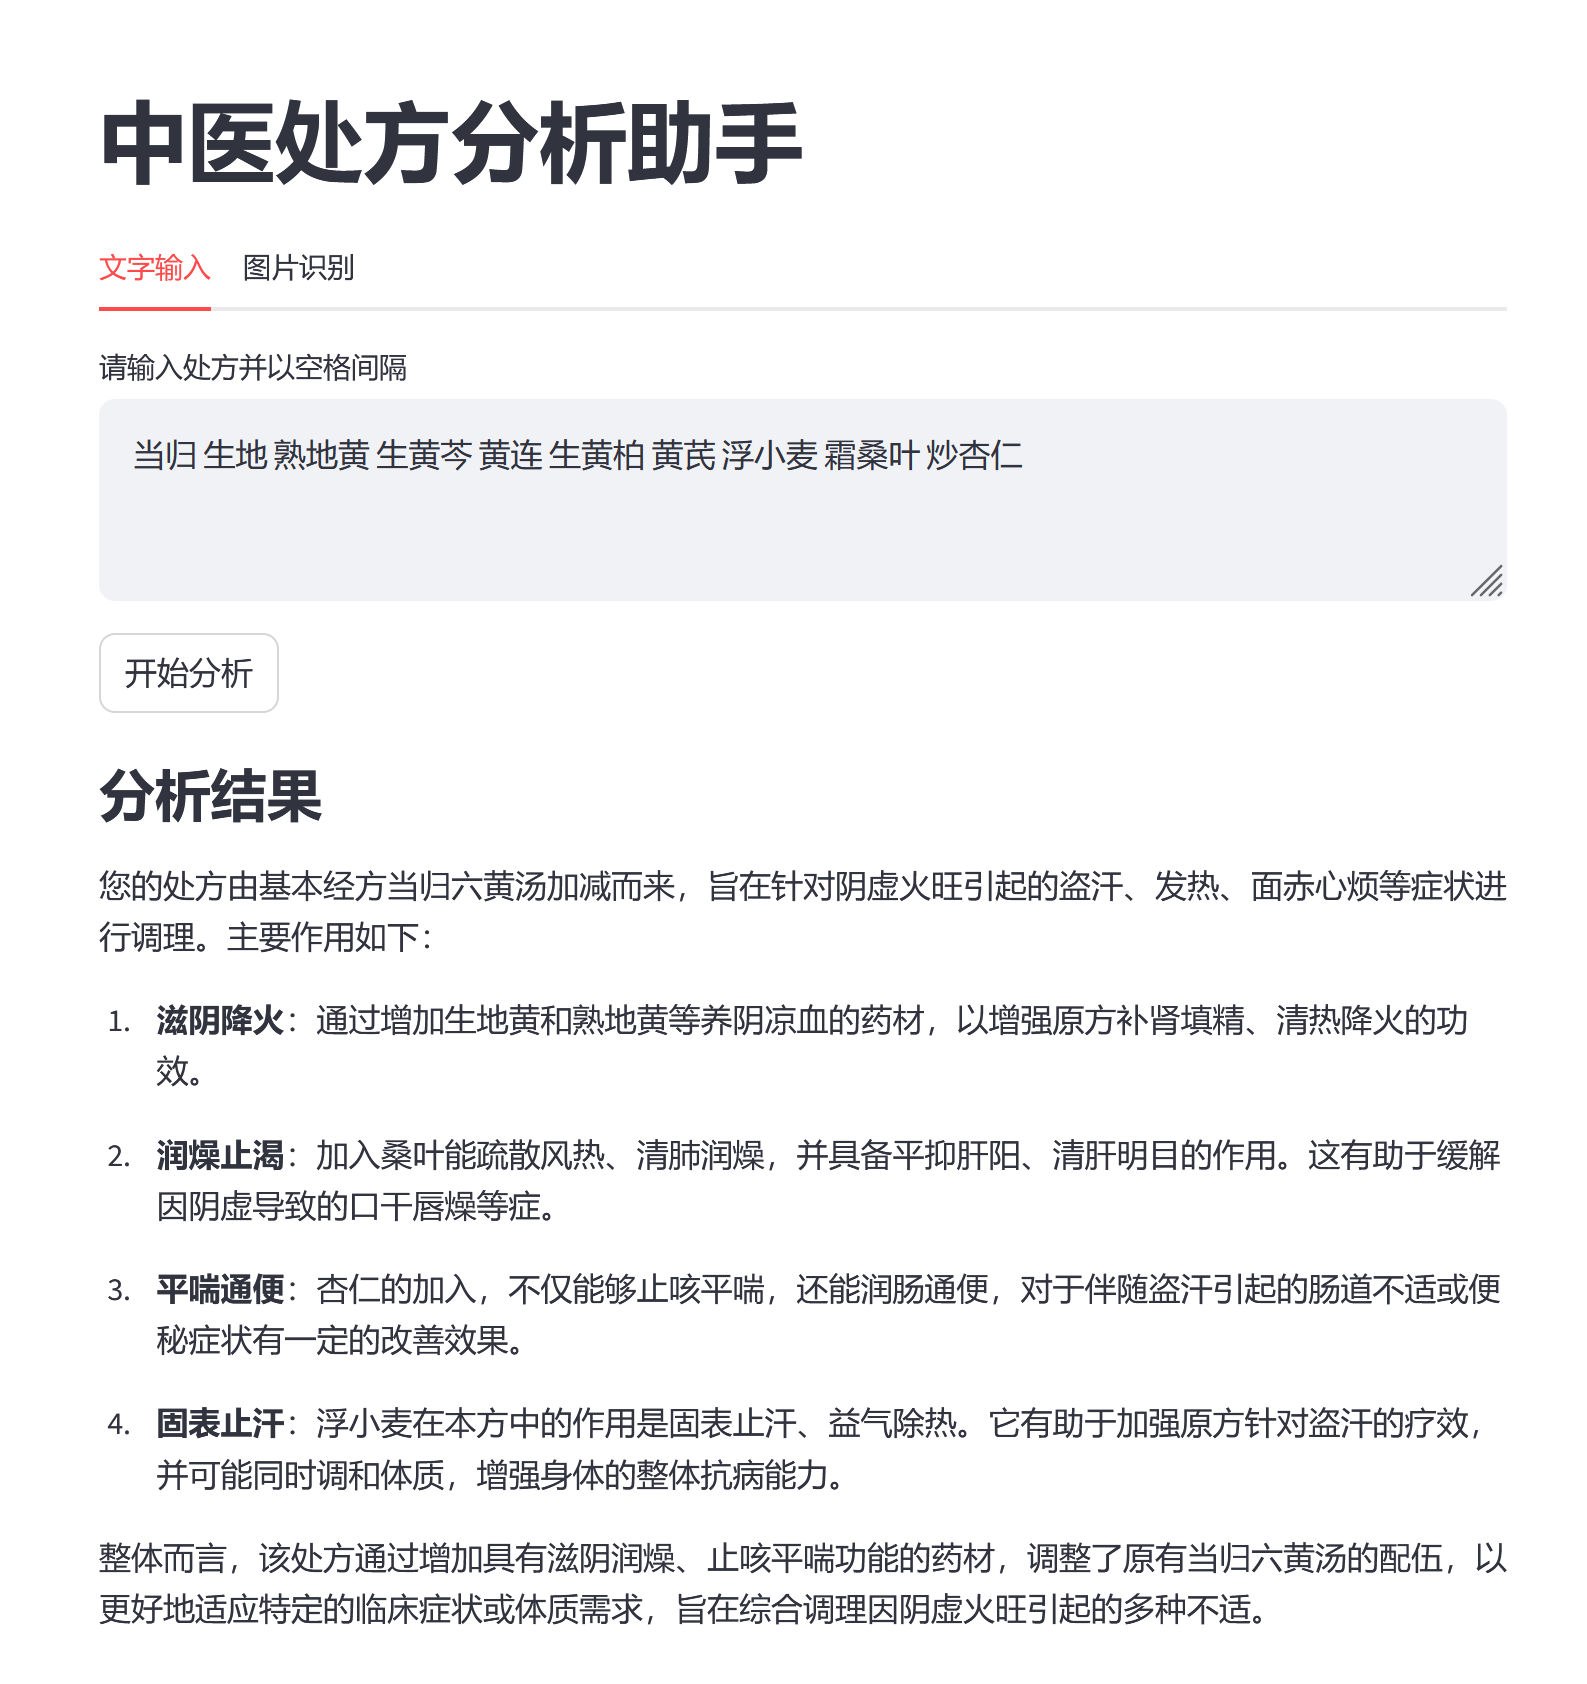 中医处方分析助手
文字输入 图片识别
请输入处方并以空格间隔
当归 生地 熟地黄 生黄芩 黄连 生黄柏 黄芪 浮小麦 霜桑叶 炒杏仁
开始分析
分析结果
您的处方由基本经方当归六黄汤加减而来，旨在针对阴虚火旺引起的盗汗、发热、面赤心烦等症状进
行调理。主要作用如下：
1. 滋阴降火：通过增加生地黄和熟地黄等养阴凉血的药材，以增强原方补肾填精、清热降火的功
效。
2. 润燥止渴：加入桑叶能疏散风热、清肺润燥，并具备平抑肝阳、清肝明目的作用。这有助于缓解
因阴虚导致的口干唇燥等症。
3. 平喘通便：杏仁的加入，不仅能够止咳平喘，还能润肠通便，对于伴随盗汗引起的肠道不适或便
秘症状有一定的改善效果。
4. 固表止汗：浮小麦在本方中的作用是固表止汗、益气除热。它有助于加强原方针对盗汗的疗效，
并可能同时调和体质，增强身体的整体抗病能力。
整体而言，该处方通过增加具有滋阴润燥、止咳平喘功能的药材，调整了原有当归六黄汤的配伍，以
更好地适应特定的临床症状或体质需求，旨在综合调理因阴虚火旺引起的多种不适。